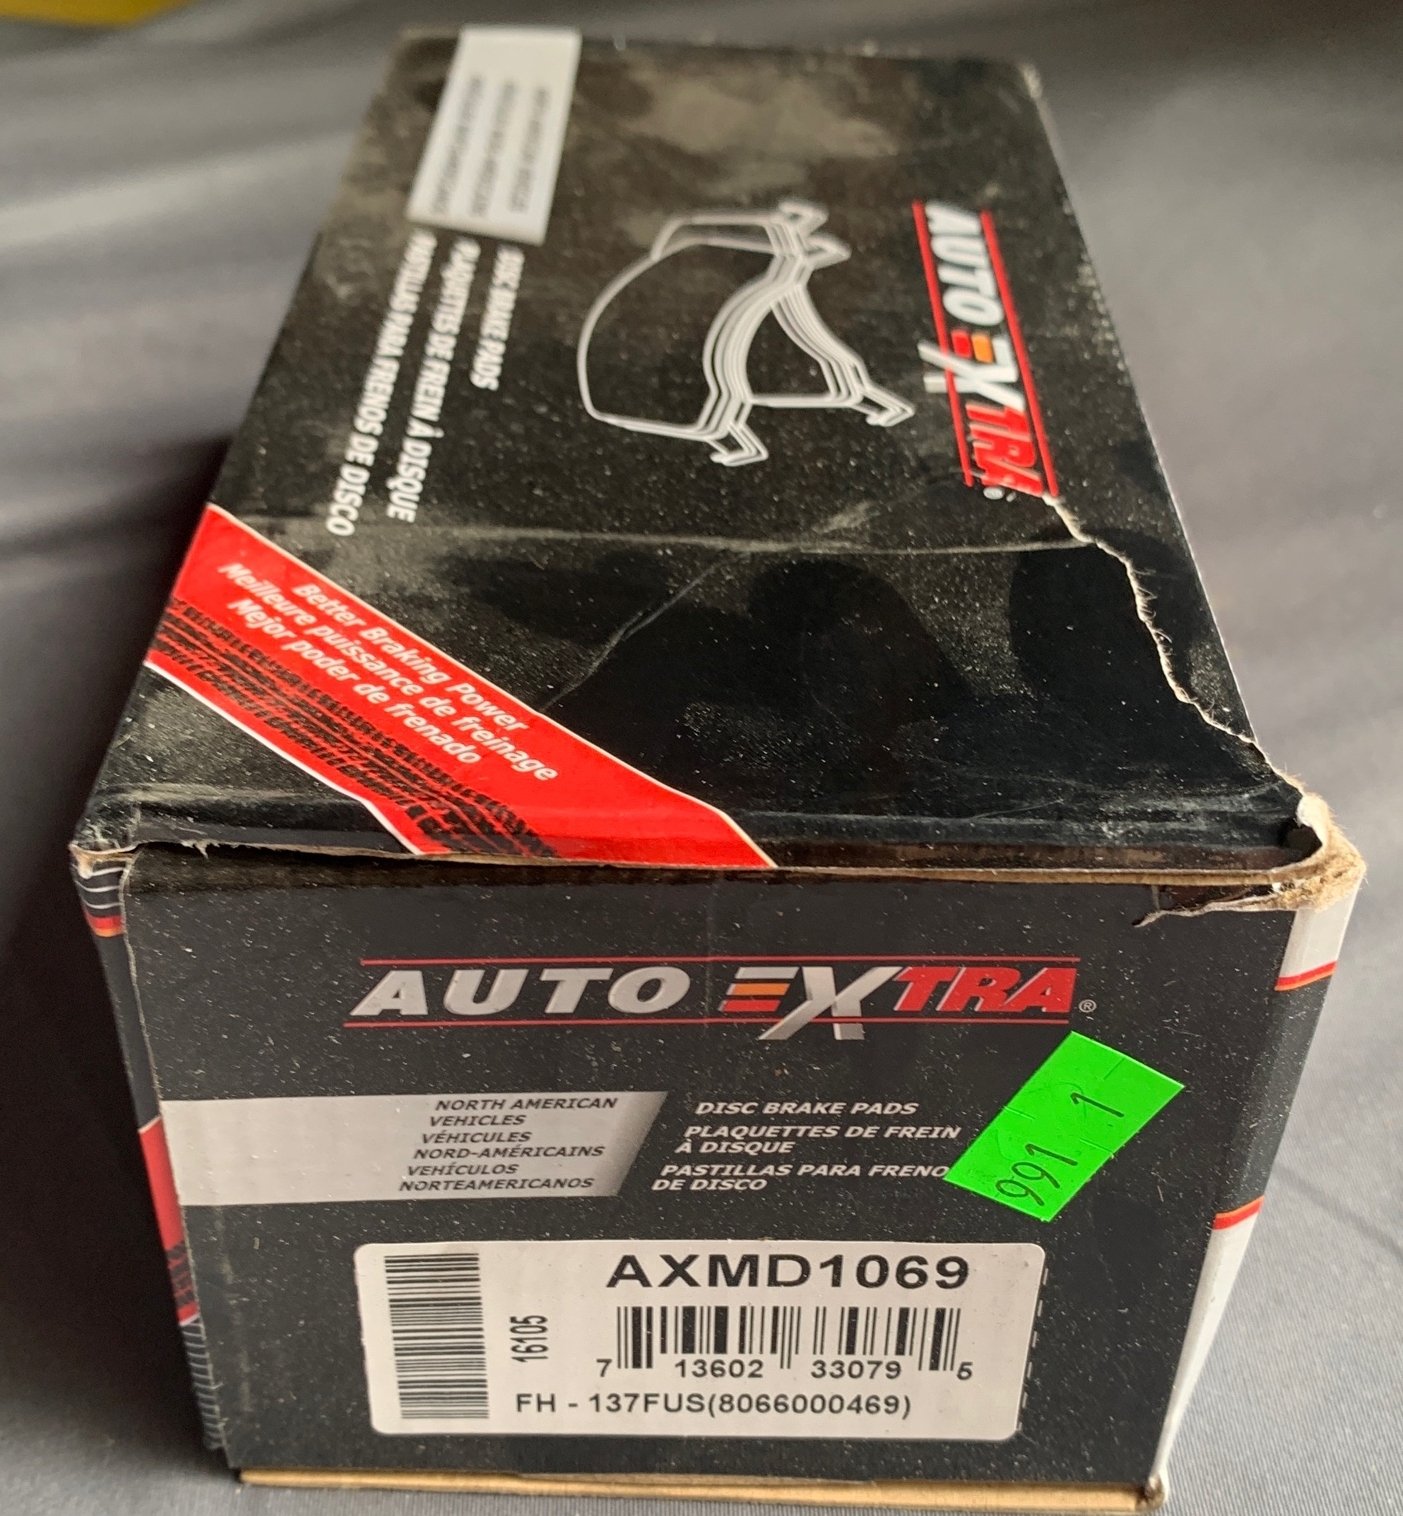 AUTO EXTRA®
DISC BRAKE PADS
PLAQUETTES DE FREIN À DISQUE
PASTILLAS PARA FRENOS DE DISCO
Better Braking Power
Meilleure puissance de freinage
Mejor poder de frenado
AUTO EXTRA®
NORTH AMERICAN
VEHICLES
VÉHICULES
NORD-AMÉRICAINS
VEHÍCULOS
NORTEAMERICANOS
DISC BRAKE PADS
PLAQUETTES DE FREIN
À DISQUE
PASTILLAS PARA FRENO
DE DISCO
991 1
AXMD1069
16105
7 13602 33079 5
FH - 137FUS(8066000469)